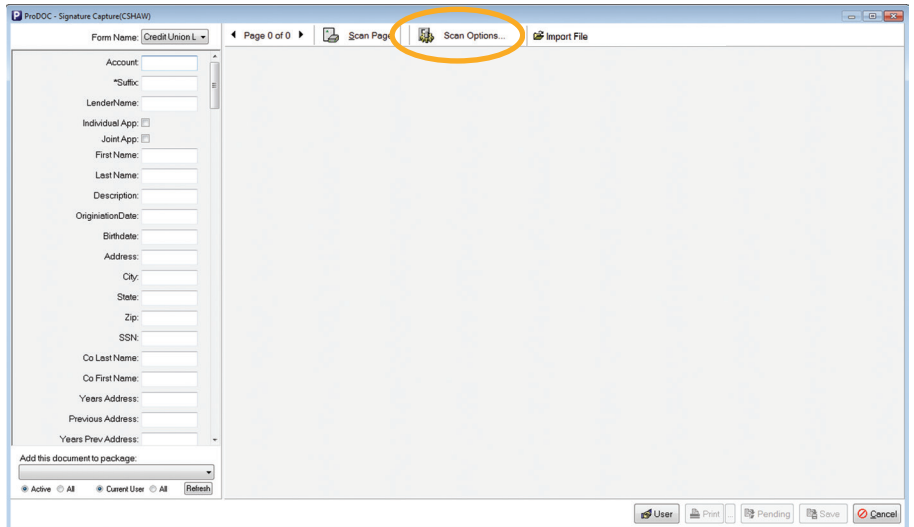 ProDOC - Signature Capture(CSHAW)
Form Name: Credit Union L
Page 0 of 0 Scan Page Scan Options... Import File
Account:
*Suffix:
LenderName:
Individual App:
Joint App:
First Name:
Last Name:
Description:
OriginiationDate:
Birthdate:
Address:
City:
State:
Zip:
SSN:
Co Last Name:
Co First Name:
Years Address:
Previous Address:
Years Prev Address:
Add this document to package:
Active All Current User All Refresh
User Print ... Pending Save Cancel